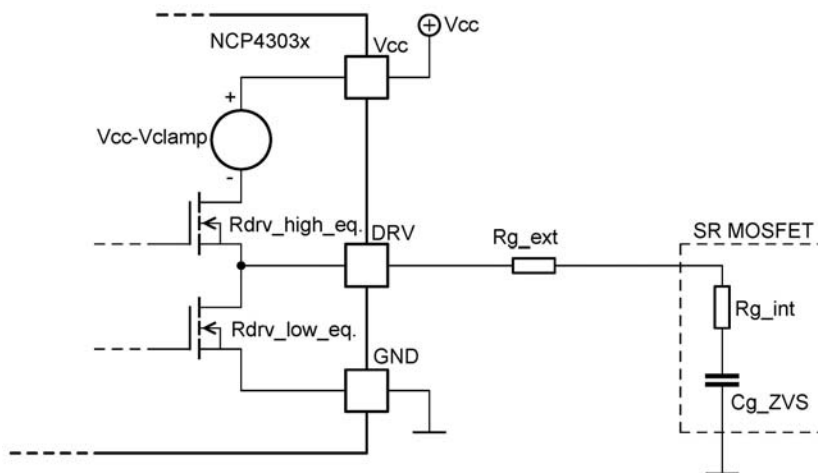 NCP4303x
Vcc
Vcc
+
Vcc-Vclamp
-
Rdrv_high_eq.
DRV
Rg_ext
SR MOSFET
Rg_int
Rdrv_low_eq.
GND
Cg_ZVS